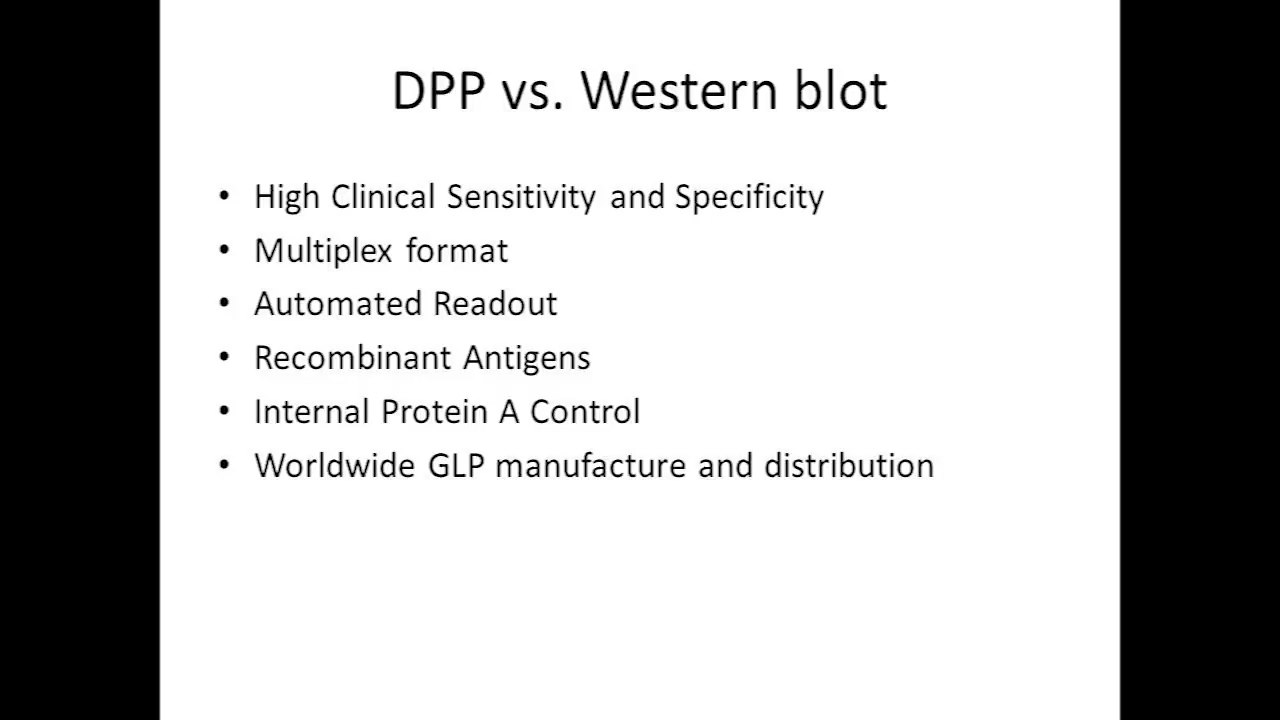 DPP vs. Western blot
• High Clinical Sensitivity and Specificity
• Multiplex format
• Automated Readout
• Recombinant Antigens
• Internal Protein A Control
• Worldwide GLP manufacture and distribution